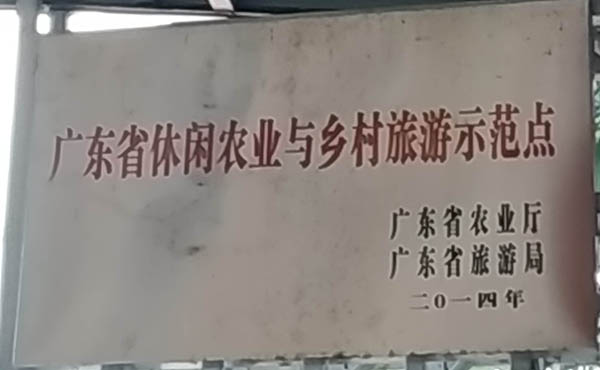 广东省休闲农业与乡村旅游示范点
广东省农业厅
广东省旅游局
二〇一四年